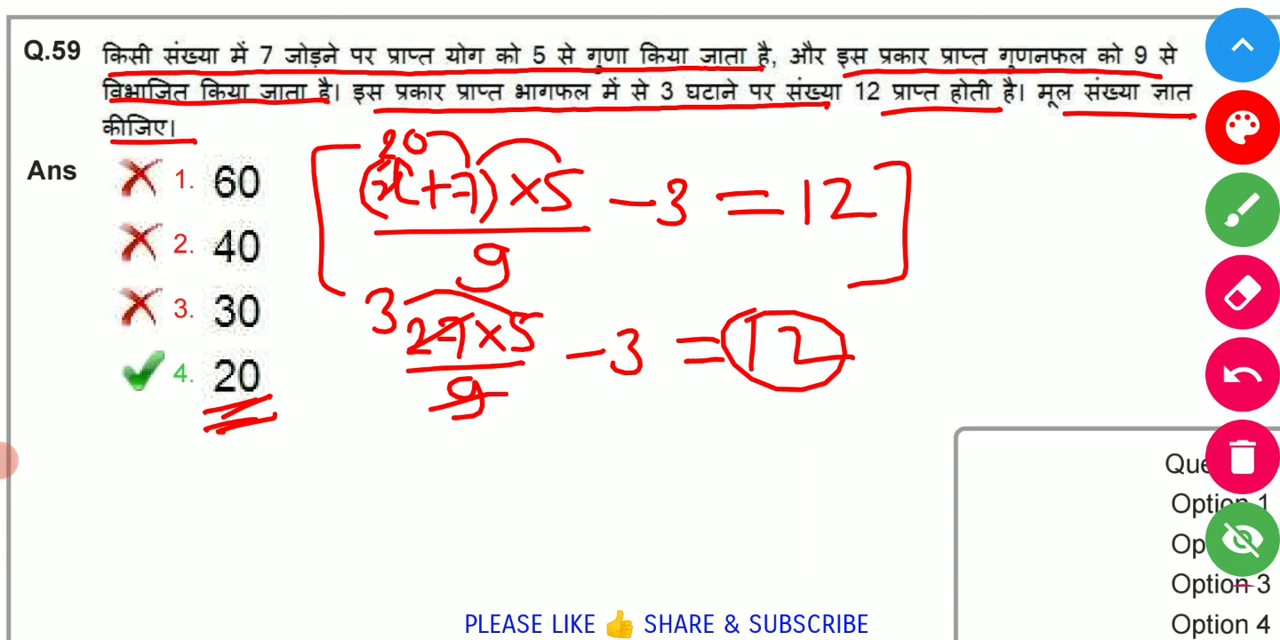 Q.59 किसी संख्या में 7 जोड़ने पर प्राप्त योग को 5 से गुणा किया जाता है, और इस प्रकार प्राप्त गुणनफल को 9 से
विभाजित किया जाता है। इस प्रकार प्राप्त भागफल में से 3 घटाने पर संख्या 12 प्राप्त होती है। मूल संख्या ज्ञात
कीजिए।
Ans
1. 60
2. 40
3. 30
4. 20
20
[(x+7)×5 -3 = 12]
9
3
27×5 -3 = 12
9
Option 1
Option 3
Option 4
PLEASE LIKE 👍 SHARE & SUBSCRIBE